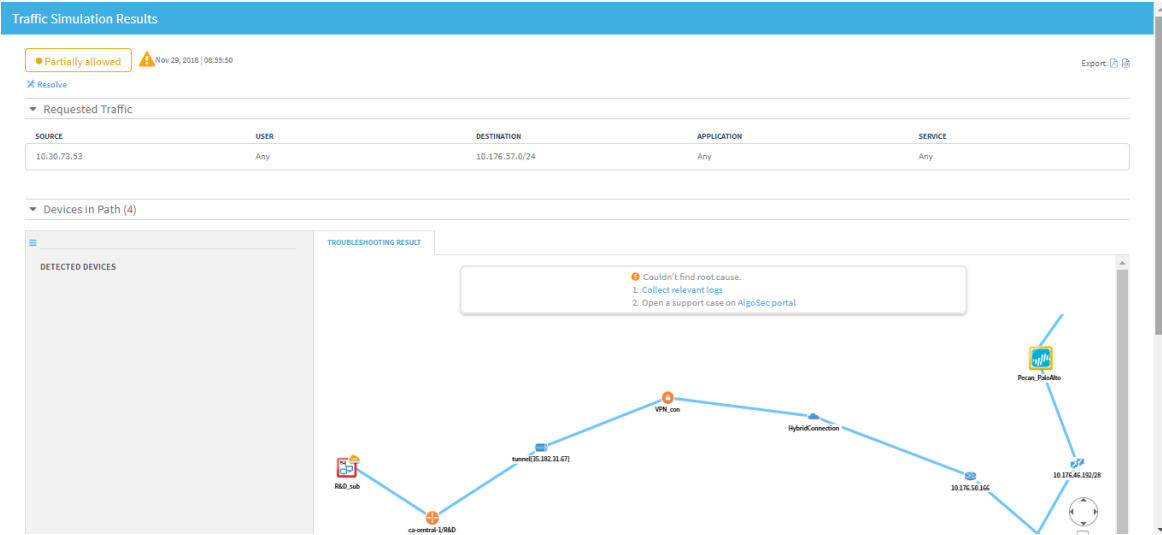 Traffic Simulation Results
Partially allowed
Nov 29, 2018 | 08:55:50
Export:
Resolve
Requested Traffic
SOURCE USER DESTINATION APPLICATION SERVICE
10.30.73.53 Any 10.176.57.0/24 Any Any
Devices in Path (4)
TROUBLESHOOTING RESULT
DETECTED DEVICES
Couldn't find root cause.
1. Collect relevant logs
2. Open a support case on AlgoSec portal
Pecan_PaloAlto
VPN_con
HybridConnection
tunnel[35.182.31.67]
10.176.46.192/28
R&D_sub
10.176.50.166
ca-central-1/R&D